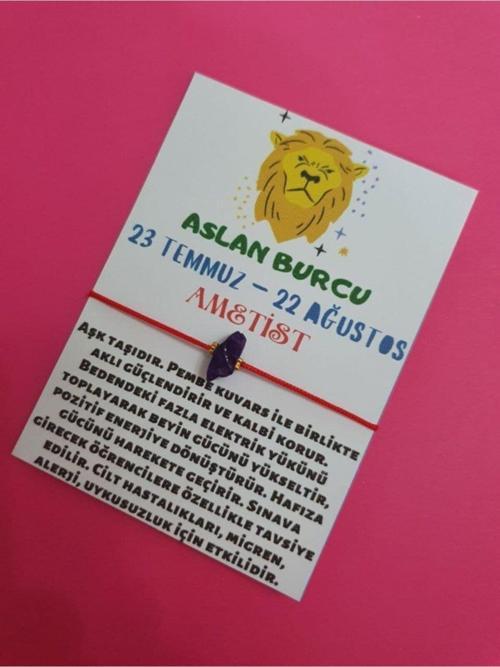 ASLAN BURCU
23 TEMMUZ – 22 AĞUSTOS
AMETİST
AŞK TAŞIDIR. PEMBE KUVARS İLE BİRLİKTE
AKLI GÜÇLENDİRİR VE KALBİ KORUR.
BEDENDEKİ FAZLA ELEKTRİK YÜKÜNÜ
TOPLAYARAK BEYİN GÜCÜNÜ YÜKSELTİR,
POZİTİF ENERJİYE DÖNÜŞTÜRÜR. HAFIZA
GÜCÜNÜ HAREKETE GEÇİRİR. SINAVA
GİRECEK ÖĞRENCİLERE ÖZELLİKLE TAVSİYE
EDİLİR. CİLT HASTALIKLARI, MİGREN,
ALERJİ, UYKUSUZLUK İÇİN ETKİLİDİR.